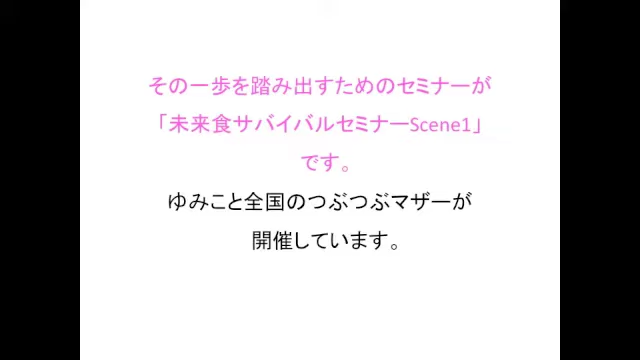 その一歩を踏み出すためのセミナーが
「未来食サバイバルセミナーScene1」
です。
ゆみこと全国のつぶつぶマザーが
開催しています。